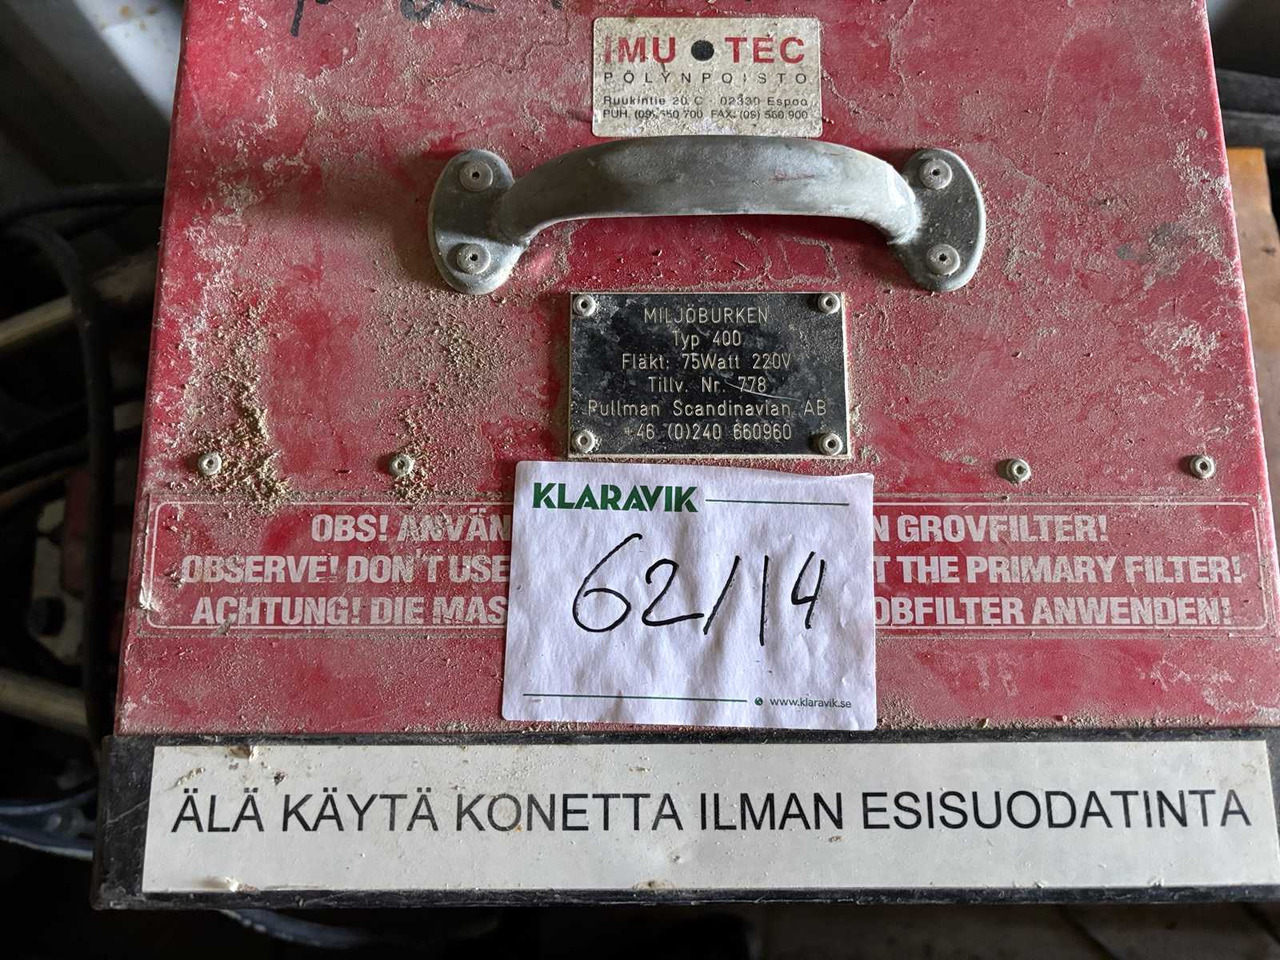 IMU●TEC
PÖLYNPOISTO
Ruukintie 20 C 02330 Espoo
PUH. (09) 700 FAX. (09) 560 900
MILJÖBURKEN
Typ 400
Fläkt: 75Watt 220V
Tillv. Nr. 778
Pullman Scandinavian AB
+46 (0)240 660960
KLARAVIK
62/14
www.klaravik.se
OBS! ANVÄN N GROVFILTER!
OBSERVE! DON'T USE T THE PRIMARY FILTER!
ACHTUNG! DIE MAS OBFILTER ANWENDEN!
ÄLÄ KÄYTÄ KONETTA ILMAN ESISUODATINTA